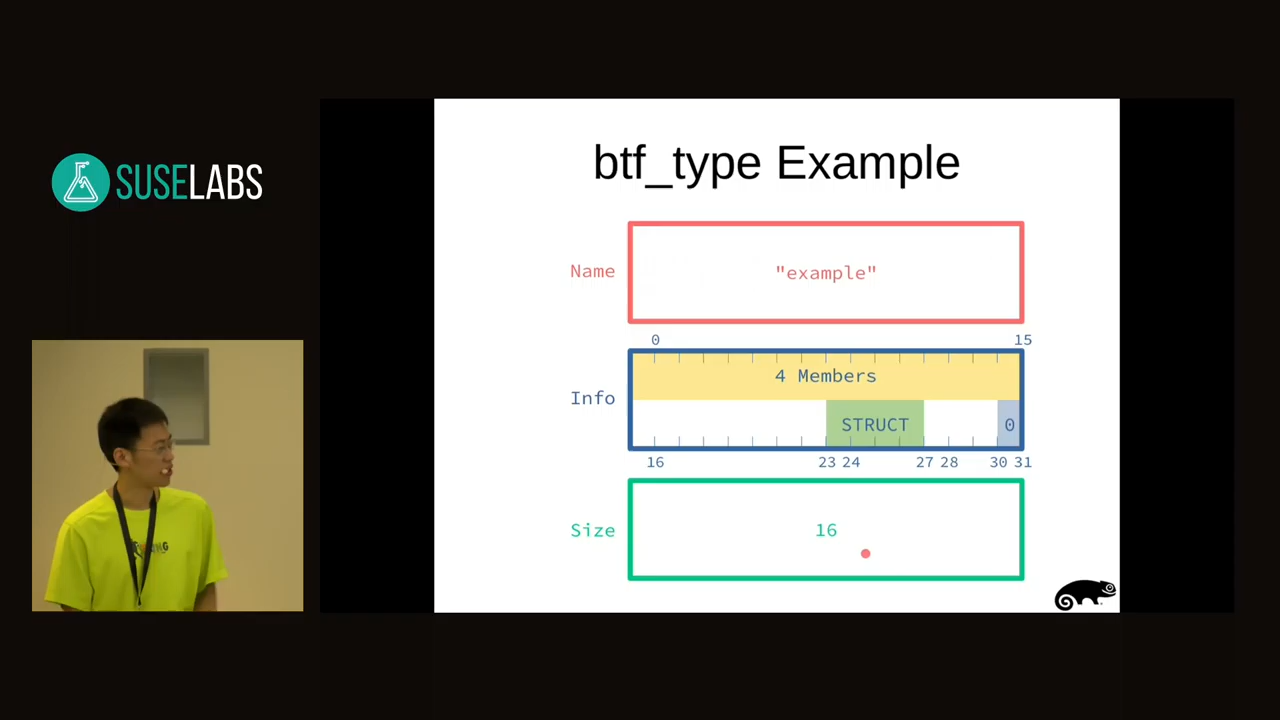 SUSELABS
btf_type Example
Name
"example"
0 15
Info
4 Members
STRUCT 0
16 23 24 27 28 30 31
Size
16